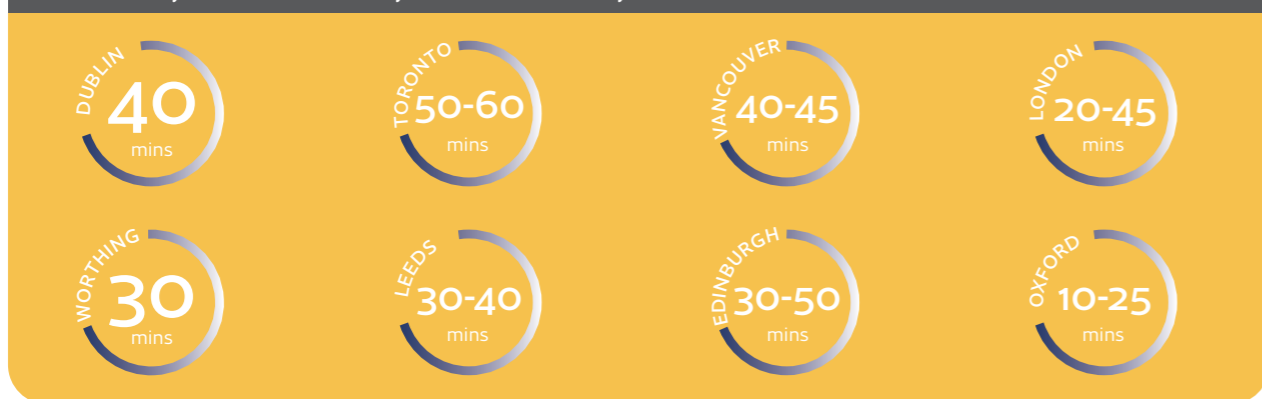 DUBLIN
40
mins
TORONTO
50-60
mins
VANCOUVER
40-45
mins
LONDON
20-45
mins
WORTHING
30
mins
LEEDS
30-40
mins
EDINBURGH
30-50
mins
OXFORD
10-25
mins